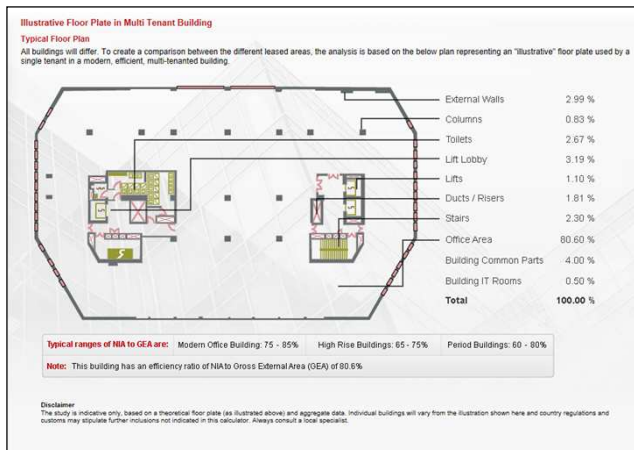 Illustrative Floor Plate in Multi Tenant Building
Typical Floor Plan
All buildings will differ. To create a comparison between the different leased areas, the analysis is based on the below plan representing an "illustrative" floor plate used by a
single tenant in a modern, efficient, multi-tenanted building.
External Walls 2.99 %
Columns 0.83 %
Toilets 2.67 %
Lift Lobby 3.19 %
Lifts 1.10 %
Ducts / Risers 1.81 %
Stairs 2.30 %
Office Area 80.60 %
Building Common Parts 4.00 %
Building IT Rooms 0.50 %
Total 100.00 %
Typical ranges of NIA to GEA are: Modern Office Building: 75 - 85% High Rise Buildings: 65 - 75% Period Buildings: 60 - 80%
Note: This building has an efficiency ratio of NIA to Gross External Area (GEA) of 80.6%
Disclaimer
The study is indicative only, based on a theoretical floor plate (as illustrated above) and aggregate data. Individual buildings will vary from the illustration shown here and country regulations and
customs may stipulate further inclusions not indicated in this calculator. Always consult a local specialist.